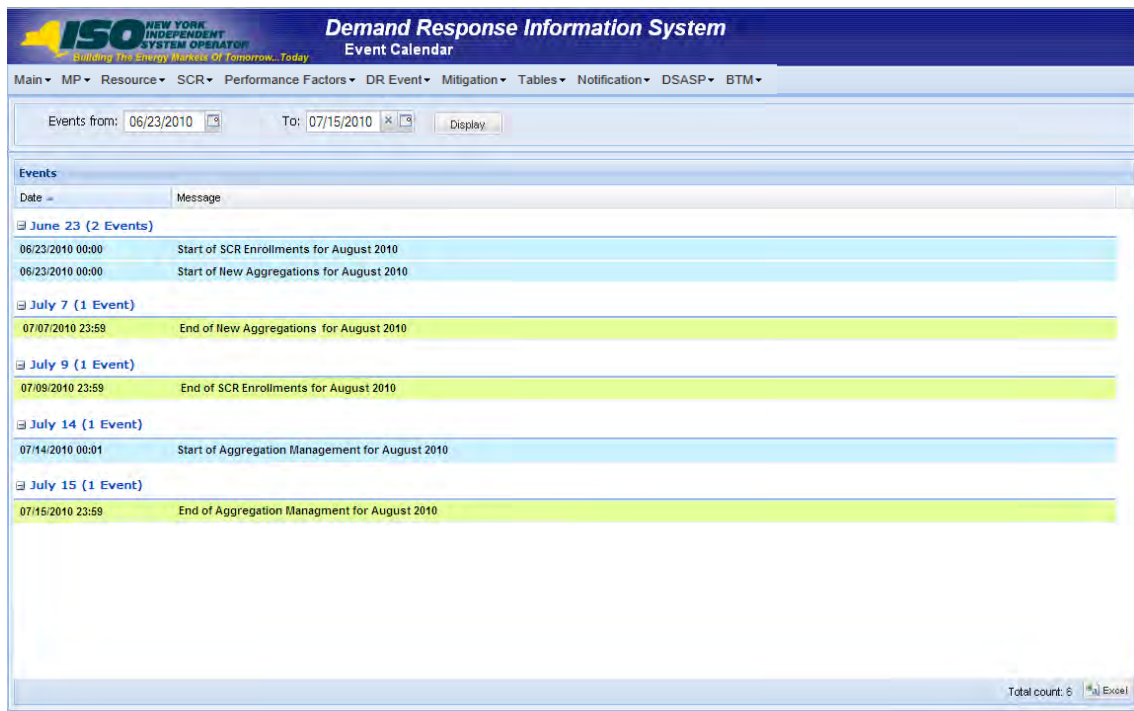 ISO NEW YORK
INDEPENDENT
SYSTEM OPERATOR
Building The Energy Markets Of Tomorrow...Today
Demand Response Information System
Event Calendar
Main MP Resource SCR Performance Factors DR Event Mitigation Tables Notification DSASP BTM
Events from: 06/23/2010 To: 07/15/2010 Display
Events
Date Message
June 23 (2 Events)
06/23/2010 00:00 Start of SCR Enrollments for August 2010
06/23/2010 00:00 Start of New Aggregations for August 2010
July 7 (1 Event)
07/07/2010 23:59 End of New Aggregations for August 2010
July 9 (1 Event)
07/09/2010 23:59 End of SCR Enrollments for August 2010
July 14 (1 Event)
07/14/2010 00:01 Start of Aggregation Management for August 2010
July 15 (1 Event)
07/15/2010 23:59 End of Aggregation Managment for August 2010
Total count: 6 Excel